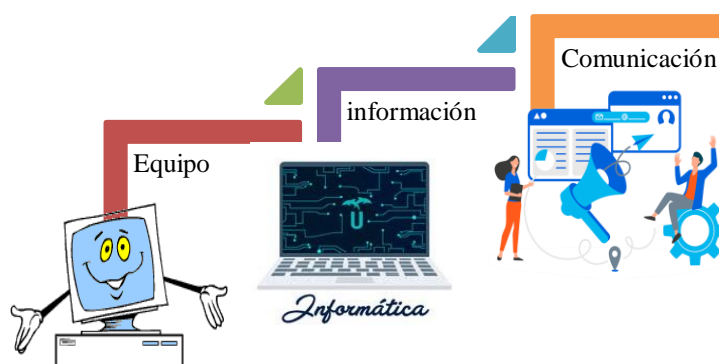 Equipo
información
Comunicación
U
Informática